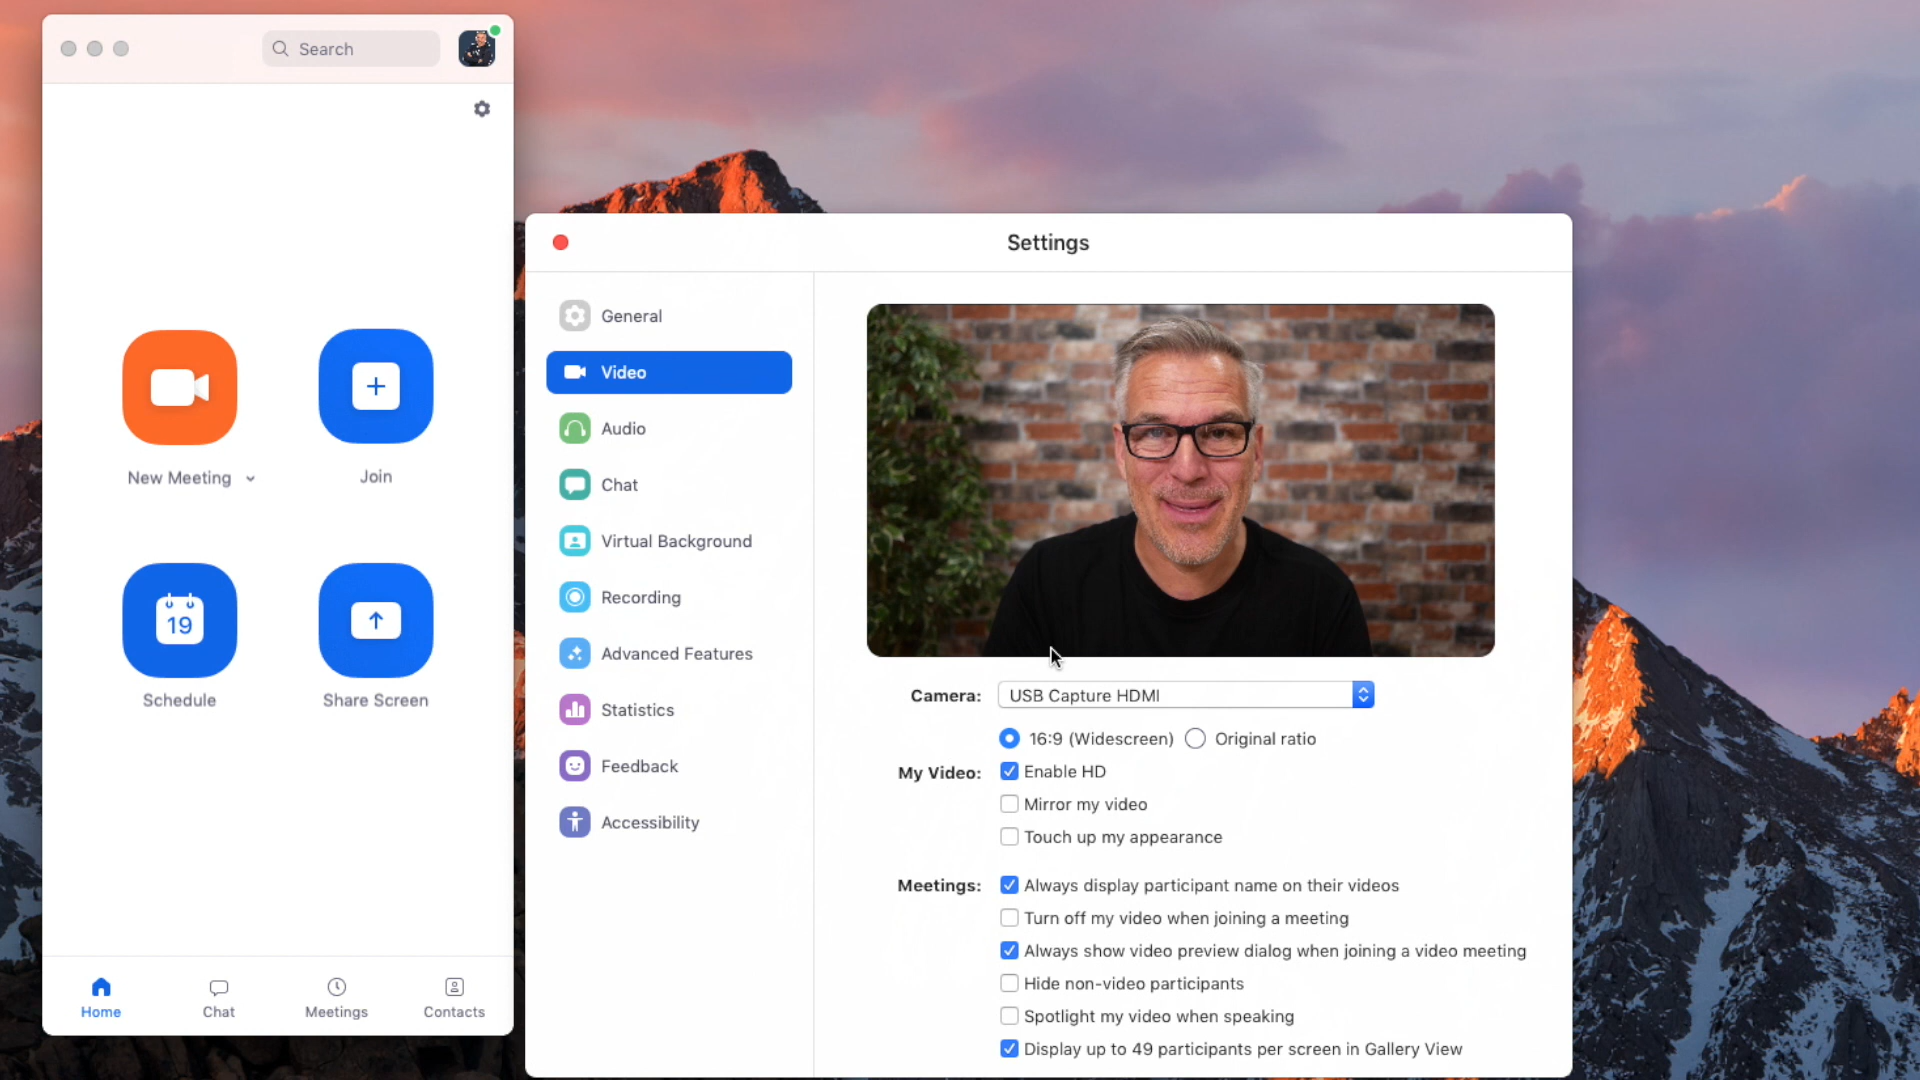 Search
New Meeting
Join
19
Schedule
Share Screen
Home
Chat
Meetings
Contacts
Settings
General
Video
Audio
Chat
Virtual Background
Recording
Advanced Features
Statistics
Feedback
Accessibility
Camera: USB Capture HDMI
16:9 (Widescreen) Original ratio
My Video: Enable HD
Mirror my video
Touch up my appearance
Meetings: Always display participant name on their videos
Turn off my video when joining a meeting
Always show video preview dialog when joining a video meeting
Hide non-video participants
Spotlight my video when speaking
Display up to 49 participants per screen in Gallery View